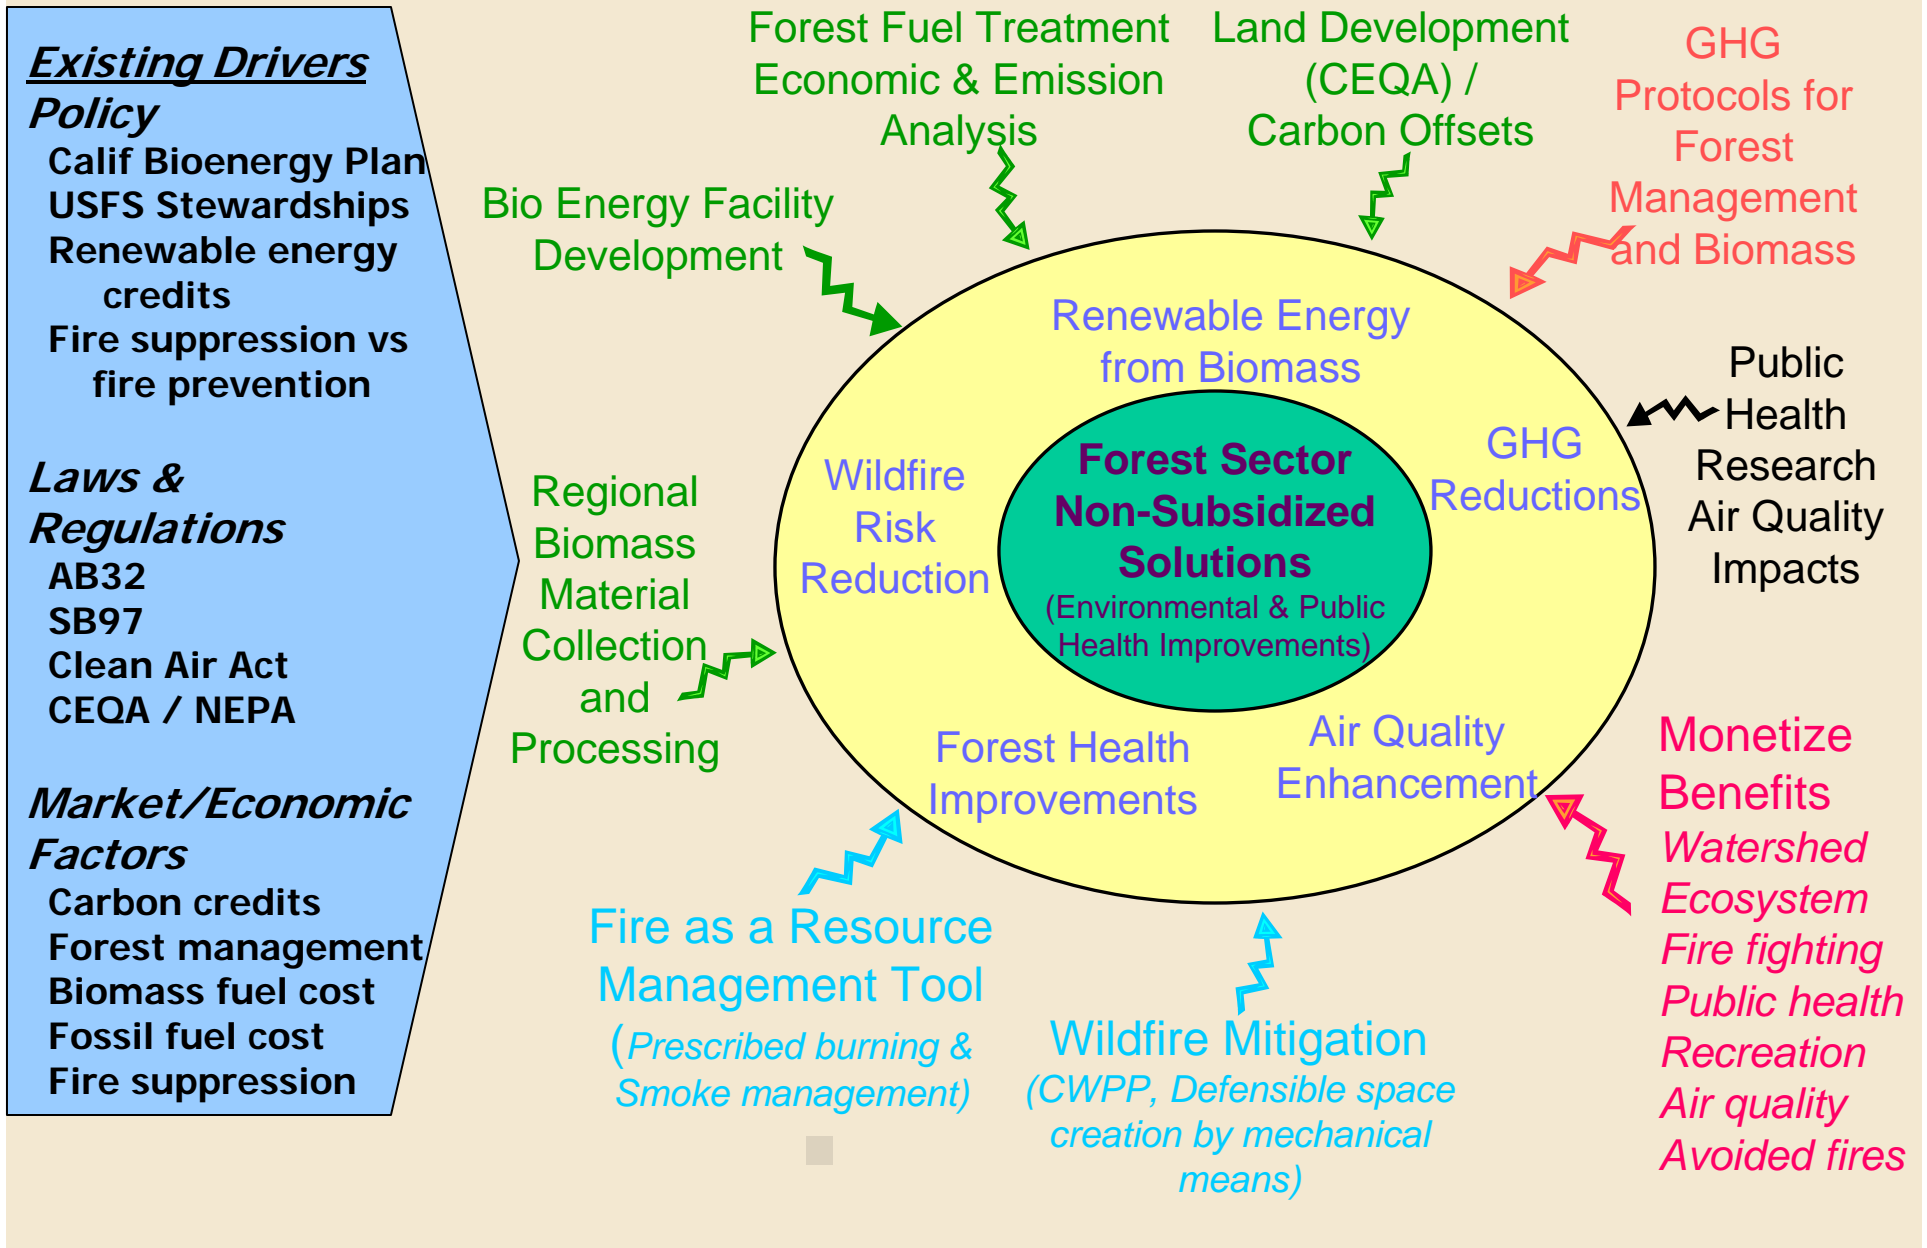 Existing Drivers
Policy
Calif Bioenergy Plan
USFS Stewardships
Renewable energy
credits
Fire suppression vs
fire prevention
Laws &
Regulations
AB32
SB97
Clean Air Act
CEQA / NEPA
Market/Economic
Factors
Carbon credits
Forest management
Biomass fuel cost
Fossil fuel cost
Fire suppression
Forest Fuel Treatment
Economic & Emission
Analysis
Land Development
(CEQA) /
Carbon Offsets
GHG
Protocols for
Forest
Management
and Biomass
Bio Energy Facility
Development
Renewable Energy
from Biomass
Public
Health
Research
Air Quality
Impacts
Regional
Biomass
Material
Collection
and
Processing
Wildfire
Risk
Reduction
Forest Sector
Non-Subsidized
Solutions
(Environmental & Public
Health Improvements)
GHG
Reductions
Forest Health
Improvements
Air Quality
Enhancement
Monetize
Benefits
Watershed
Ecosystem
Fire fighting
Public health
Recreation
Air quality
Avoided fires
Fire as a Resource
Management Tool
(Prescribed burning &
Smoke management)
Wildfire Mitigation
(CWPP, Defensible space
creation by mechanical
means)